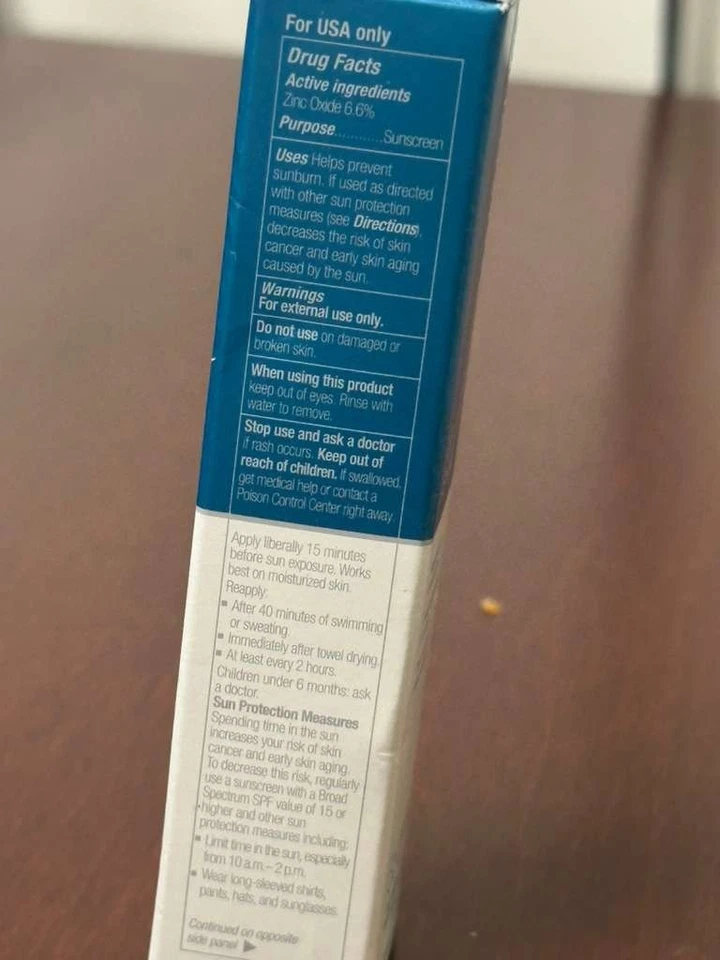 For USA only
Drug Facts
Active ingredients
Zinc Oxide 6.6%
Purpose...........Sunscreen
Uses Helps prevent
sunburn. If used as directed
with other sun protection
measures (see Directions),
decreases the risk of skin
cancer and early skin aging
caused by the sun.
Warnings
For external use only.
Do not use on damaged or
broken skin.
When using this product
keep out of eyes. Rinse with
water to remove.
Stop use and ask a doctor
if rash occurs. Keep out of
reach of children. If swallowed,
get medical help or contact a
Poison Control Center right away.
Apply liberally 15 minutes
before sun exposure. Works
best on moisturized skin.
Reapply:
▪ After 40 minutes of swimming
or sweating.
▪ Immediately after towel drying.
▪ At least every 2 hours.
Children under 6 months: ask
a doctor.
Sun Protection Measures
Spending time in the sun
increases your risk of skin
cancer and early skin aging.
To decrease this risk, regularly
use a sunscreen with a Broad
Spectrum SPF value of 15 or
higher and other sun
protection measures including:
▪ Limit time in the sun, especially
from 10 a.m. – 2 p.m.
▪ Wear long-sleeved shirts,
pants, hats, and sunglasses.
Continued on opposite
side panel ▶